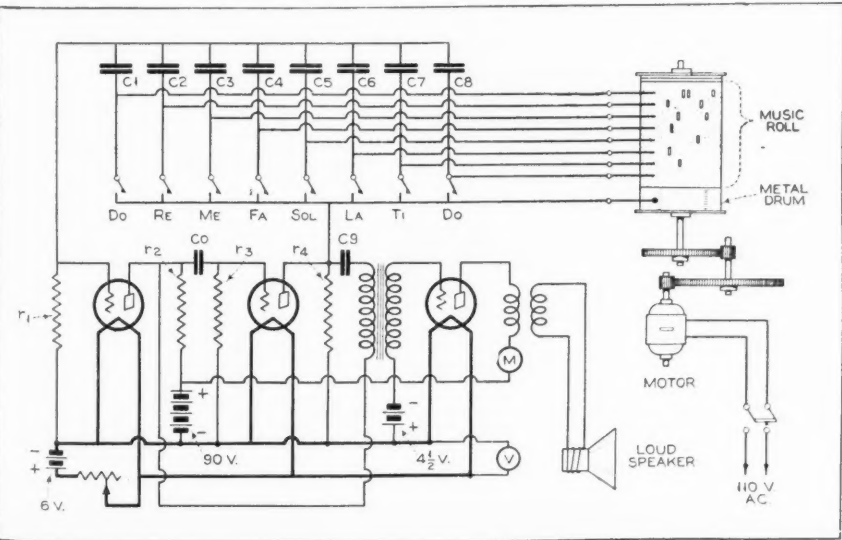 C1 C2 C3 C4 C5 C6 C7 C8
MUSIC
ROLL
METAL
DRUM
DO RE ME FA SOL LA TI DO
r1
r2
C0
r3
r4
C9
M
MOTOR
+
-
90 V.
-
+
4½ V.
V
LOUD
SPEAKER
-
+
6 V.
110 V.
A.C.